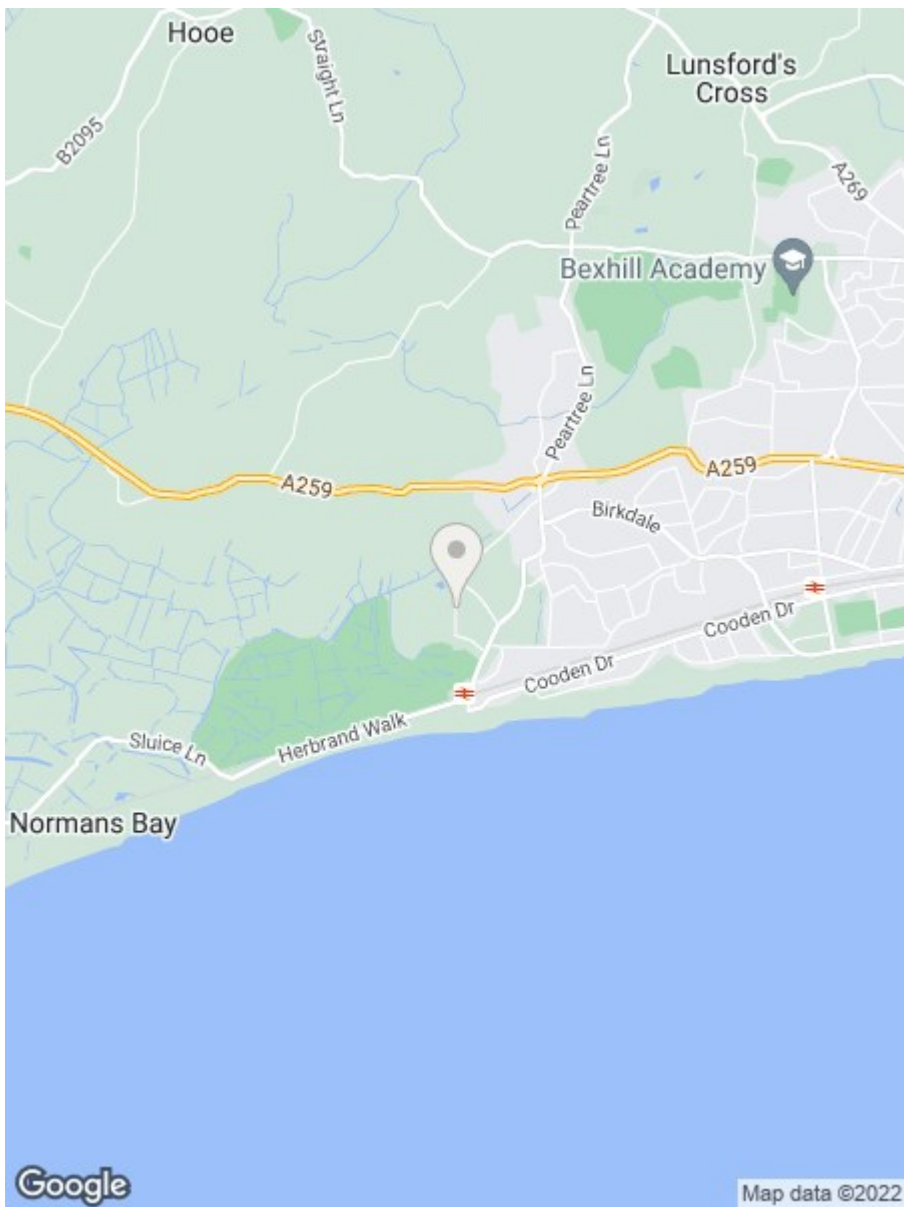 Hooe
Straight Ln
Lunsford's
Cross
B2095
Peartree Ln
A269
Bexhill Academy
Peartree Ln
A259
A259
Birkdale
Cooden Dr
Cooden Dr
Herbrand Walk
Sluice Ln
Normans Bay
Google
Map data ©2022